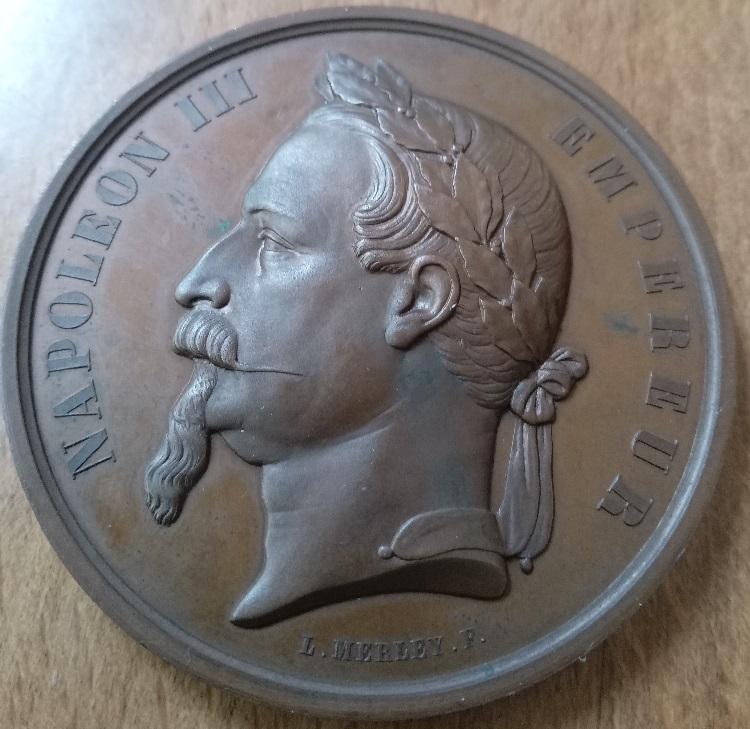 NAPOLEON III
EMPEREUR
L. MERLEY. F.